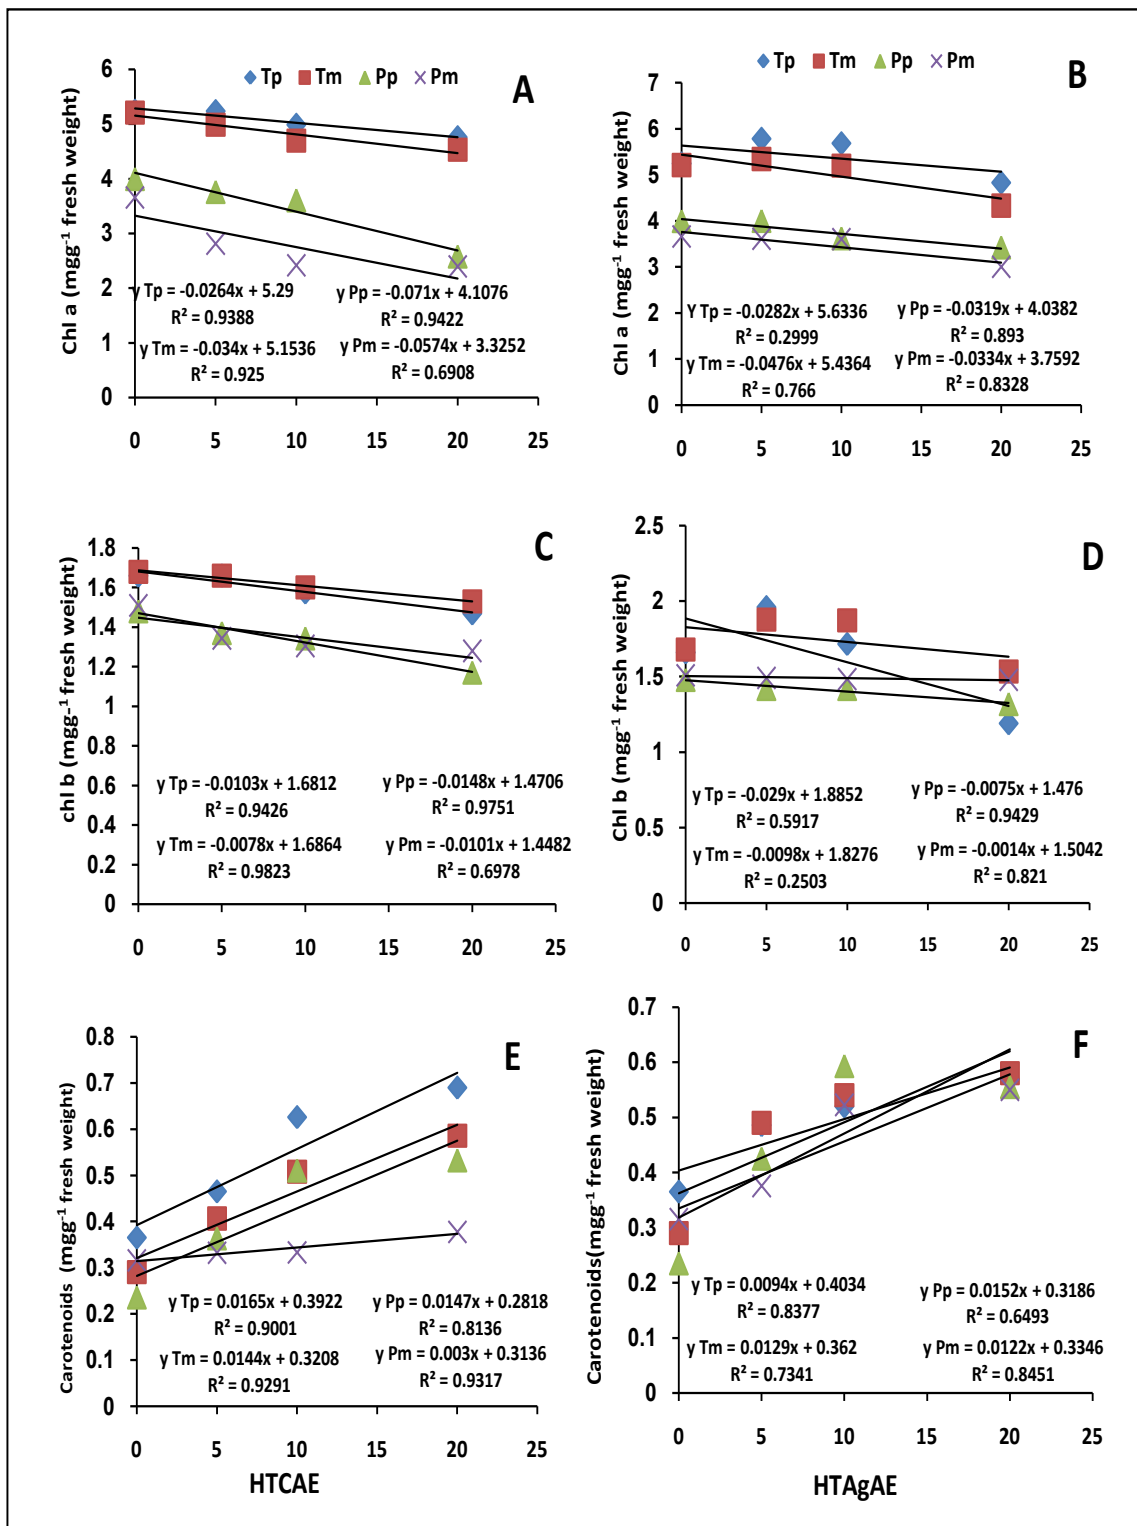 Tp Tm Pp Pm
A
Chl a (mgg⁻¹ fresh weight)
6
5
4
3
2
1
0
y Tp = -0.0264x + 5.29
R² = 0.9388
y Pp = -0.071x + 4.1076
R² = 0.9422
y Tm = -0.034x + 5.1536
R² = 0.925
y Pm = -0.0574x + 3.3252
R² = 0.6908
0 5 10 15 20 25
Tp Tm Pp Pm
B
Chl a (mgg⁻¹ fresh weight)
7
6
5
4
3
2
1
0
Y Tp = -0.0282x + 5.6336
R² = 0.2999
y Pp = -0.0319x + 4.0382
R² = 0.893
y Tm = -0.0476x + 5.4364
R² = 0.766
y Pm = -0.0334x + 3.7592
R² = 0.8328
0 5 10 15 20 25
C
chl b (mgg⁻¹ fresh weight)
1.8
1.6
1.4
1.2
1
0.8
0.6
0.4
0.2
0
y Tp = -0.0103x + 1.6812
R² = 0.9426
y Pp = -0.0148x + 1.4706
R² = 0.9751
y Tm = -0.0078x + 1.6864
R² = 0.9823
y Pm = -0.0101x + 1.4482
R² = 0.6978
0 5 10 15 20 25
D
Chl b (mgg⁻¹ fresh weight)
2.5
2
1.5
1
0.5
0
y Tp = -0.029x + 1.8852
R² = 0.5917
y Pp = -0.0075x + 1.476
R² = 0.9429
y Tm = -0.0098x + 1.8276
R² = 0.2503
y Pm = -0.0014x + 1.5042
R² = 0.821
0 5 10 15 20 25
E
Carotenoids (mgg⁻¹ fresh weight)
0.8
0.7
0.6
0.5
0.4
0.3
0.2
0.1
0
y Tp = 0.0165x + 0.3922
R² = 0.9001
y Pp = 0.0147x + 0.2818
R² = 0.8136
y Tm = 0.0144x + 0.3208
R² = 0.9291
y Pm = 0.003x + 0.3136
R² = 0.9317
0 5 10 15 20 25
HTCAE
F
Carotenoids(mgg⁻¹ fresh weight)
0.7
0.6
0.5
0.4
0.3
0.2
0.1
0
y Tp = 0.0094x + 0.4034
R² = 0.8377
y Pp = 0.0152x + 0.3186
R² = 0.6493
y Tm = 0.0129x + 0.362
R² = 0.7341
y Pm = 0.0122x + 0.3346
R² = 0.8451
0 5 10 15 20 25
HTAgAE